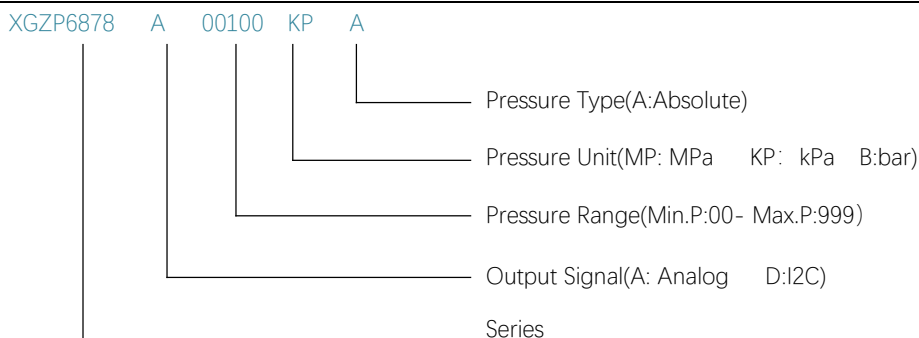 XGZP6878 A 00100 KP A
Pressure Type(A:Absolute)
Pressure Unit(MP: MPa KP： kPa B:bar)
Pressure Range(Min.P:00- Max.P:999）
Output Signal(A: Analog D:I2C)
Series